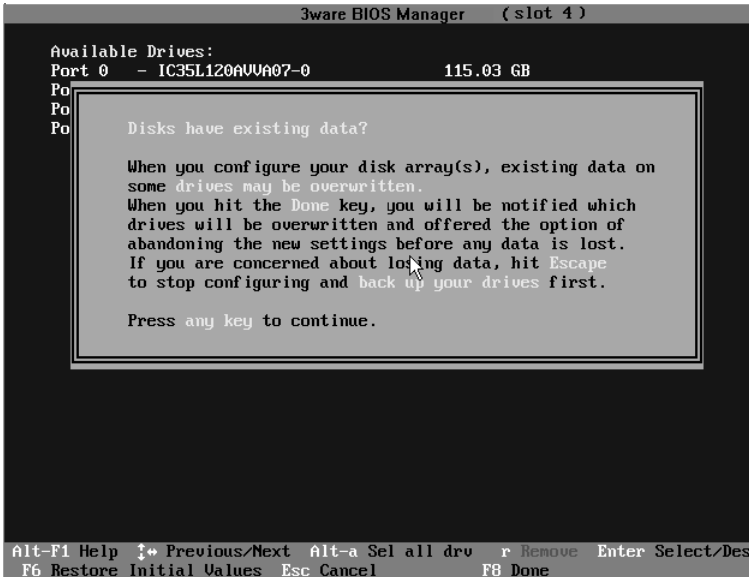 3ware BIOS Manager (slot 4)
Available Drives:
Port 0 - IC35L120AVVA07-0 115.03 GB
Po
Po
Po
Disks have existing data?
When you configure your disk array(s), existing data on
some drives may be overwritten.
When you hit the Done key, you will be notified which
drives will be overwritten and offered the option of
abandoning the new settings before any data is lost.
If you are concerned about losing data, hit Escape
to stop configuring and back up your drives first.
Press any key to continue.
Alt-F1 Help ↕↔ Previous/Next Alt-a Sel all drv r Remove Enter Select/Des
F6 Restore Initial Values Esc Cancel F8 Done